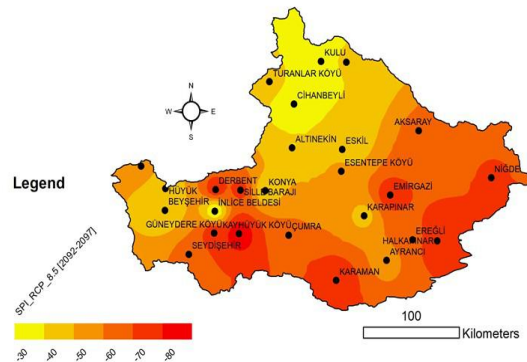 KULU
TURANLAR KÖYÜ
CİHANBEYLİ
N
W E
S
AKSARAY
ALTINEKİN
ESKİL
ESENTEPE KÖYÜ
NİĞDE
Legend
DERBENT
HÜYÜK
SİLLE BARAJI
KONYA
EMİRGAZİ
BEYŞEHİR
İNLİCE BELDESİ
KARAPINAR
GÜNEYDERE KÖYÜ
KAYHÜYÜK KÖYÜ
ÇUMRA
EREĞLİ
HALKAPINAR
SEYDİŞEHİR
AYRANCI
KARAMAN
SPI_RCP_8.5 [2092-2097]
-30
-40
-50
-60
-70
-80
100
Kilometers